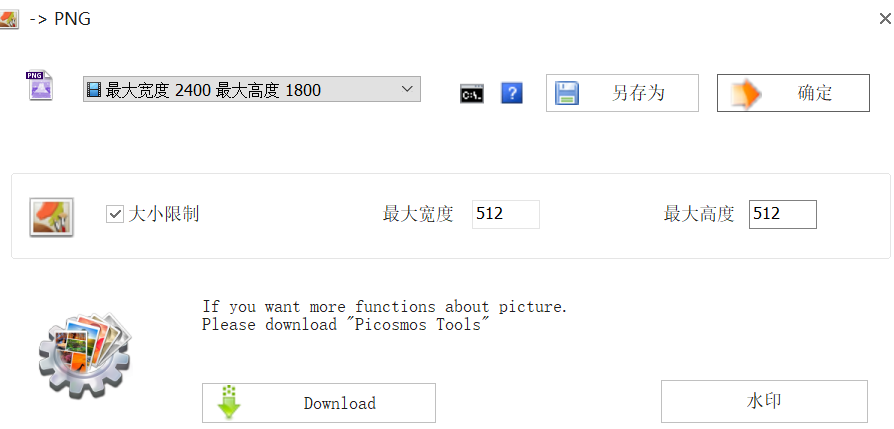 -> PNG
PNG
最大宽度 2400 最大高度 1800
C:\.
?
另存为
确定
大小限制
最大宽度
512
最大高度
512
If you want more functions about picture.
Please download "Picosmos Tools"
Download
水印